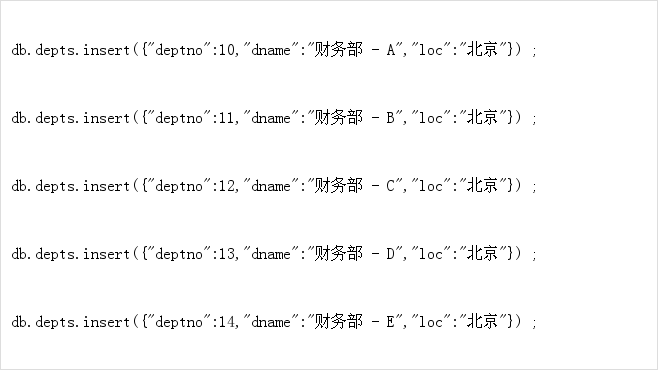 db.depts.insert({"deptno":10,"dname":"财务部 - A","loc":"北京"}) ;
db.depts.insert({"deptno":11,"dname":"财务部 - B","loc":"北京"}) ;
db.depts.insert({"deptno":12,"dname":"财务部 - C","loc":"北京"}) ;
db.depts.insert({"deptno":13,"dname":"财务部 - D","loc":"北京"}) ;
db.depts.insert({"deptno":14,"dname":"财务部 - E","loc":"北京"}) ;